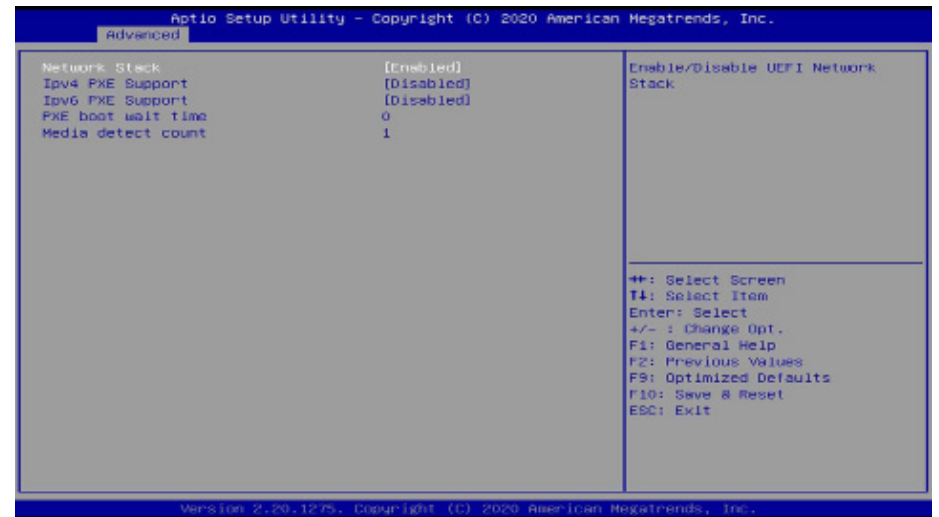 Aptio Setup Utility - Copyright (C) 2020 American Megatrends, Inc.
Advanced
Network Stack [Enabled]
Ipv4 PXE Support [Disabled]
Ipv6 PXE Support [Disabled]
PXE boot wait time 0
Media detect count 1
Enable/Disable UEFI Network
Stack
→←: Select Screen
↑↓: Select Item
Enter: Select
+/- : Change Opt.
F1: General Help
F2: Previous Values
F9: Optimized Defaults
F10: Save & Reset
ESC: Exit
Version 2.20.1275. Copyright (C) 2020 American Megatrends, Inc.